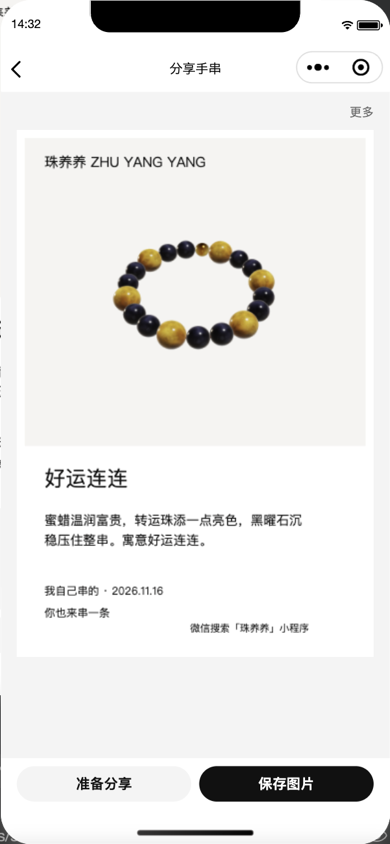 14:32
分享手串
更多
珠养养 ZHU YANG YANG
好运连连
蜜蜡温润富贵，转运珠添一点亮色，黑曜石沉
稳压住整串。寓意好运连连。
我自己串的 · 2026.11.16
你也来串一条
微信搜索「珠养养」小程序
准备分享
保存图片